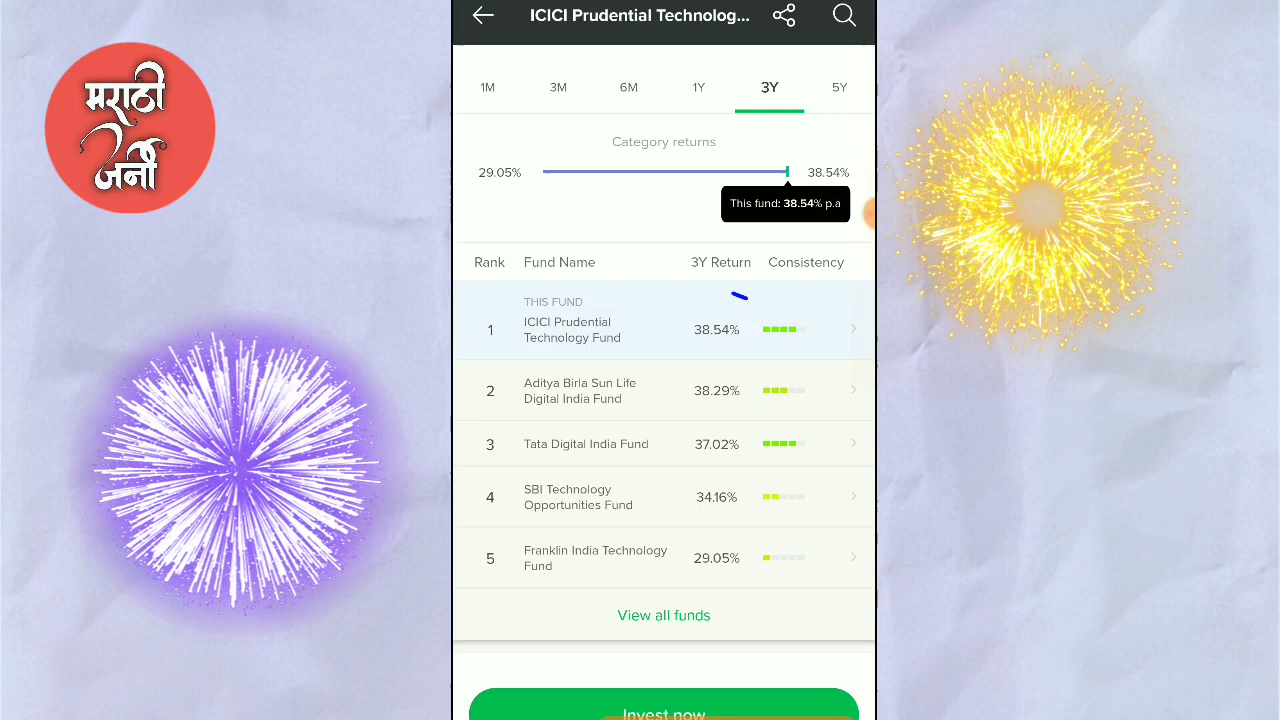 मराठी
जर्नी
ICICI Prudential Technolog...
1M 3M 6M 1Y 3Y 5Y
Category returns
29.05% 38.54%
This fund: 38.54% p.a
Rank Fund Name 3Y Return Consistency
THIS FUND
1 ICICI Prudential Technology Fund 38.54%
2 Aditya Birla Sun Life Digital India Fund 38.29%
3 Tata Digital India Fund 37.02%
4 SBI Technology Opportunities Fund 34.16%
5 Franklin India Technology Fund 29.05%
View all funds
Invest now